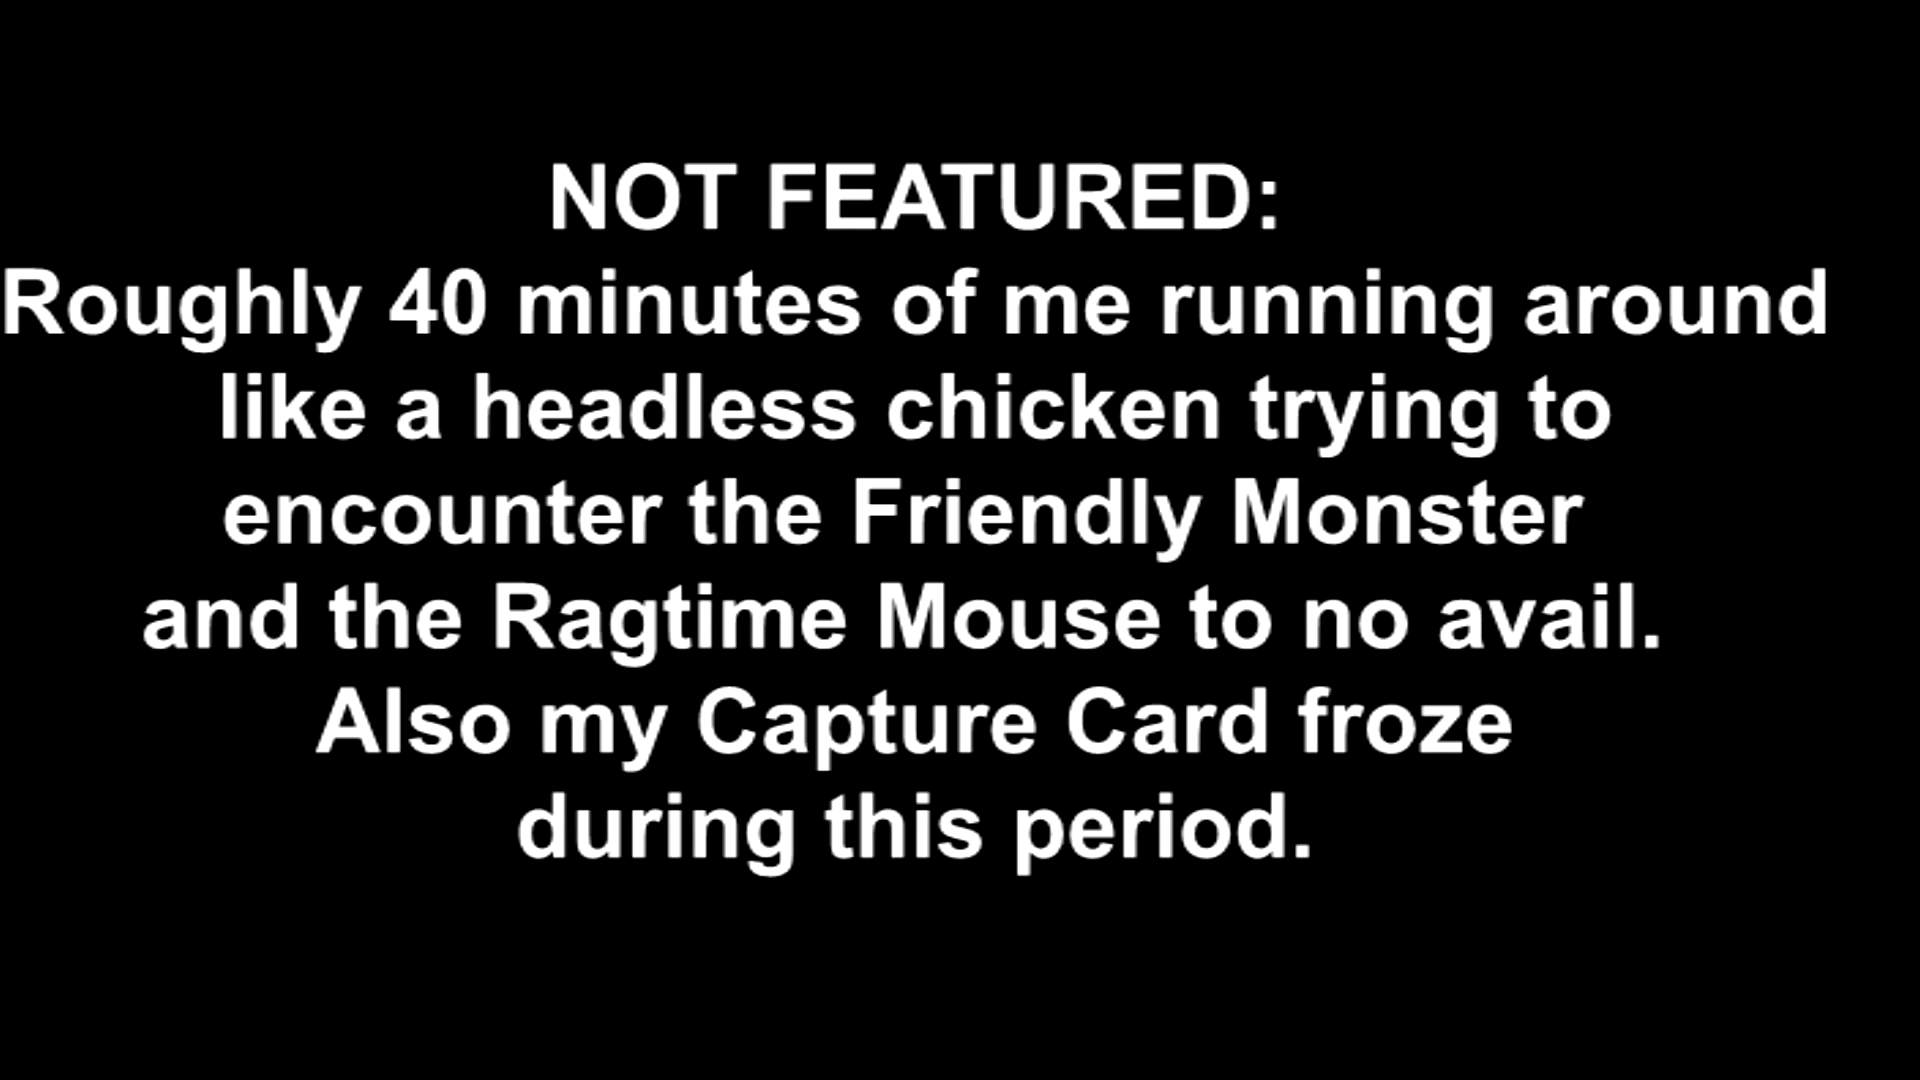 NOT FEATURED:
Roughly 40 minutes of me running around
like a headless chicken trying to
encounter the Friendly Monster
and the Ragtime Mouse to no avail.
Also my Capture Card froze
during this period.